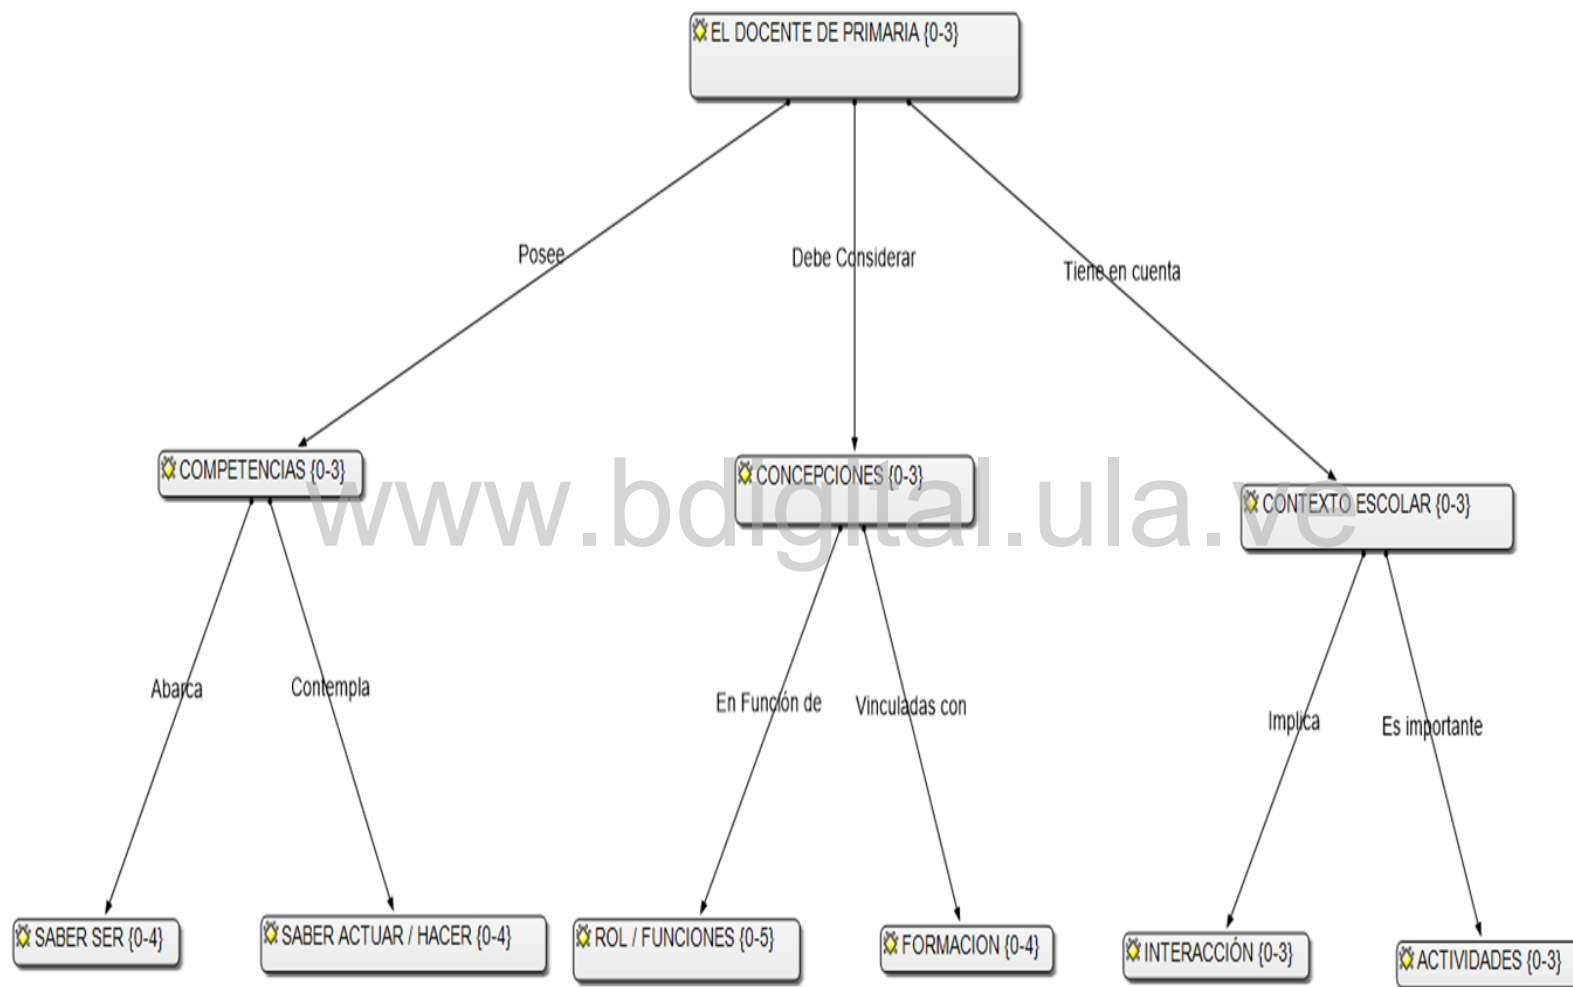 EL DOCENTE DE PRIMARIA {0-3}
Posee
Debe Considerar
Tiene en cuenta
COMPETENCIAS {0-3}
CONCEPCIONES {0-3}
CONTEXTO ESCOLAR {0-3}
www.bdigital.ula.ve
Abarca
Contempla
En Función de
Vinculadas con
Implica
Es importante
SABER SER {0-4}
SABER ACTUAR / HACER {0-4}
ROL / FUNCIONES {0-5}
FORMACION {0-4}
INTERACCIÓN {0-3}
ACTIVIDADES {0-3}